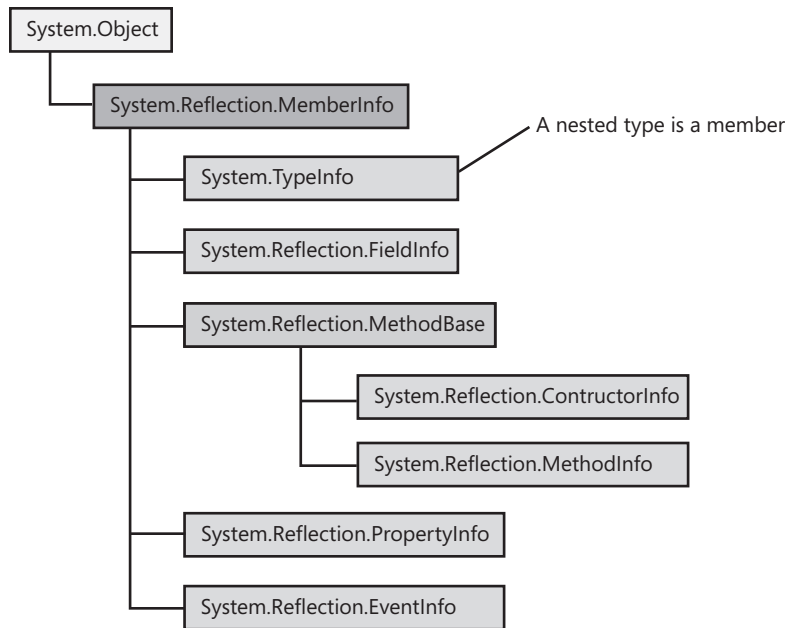 System.Object
System.Reflection.MemberInfo
A nested type is a member
System.TypeInfo
System.Reflection.FieldInfo
System.Reflection.MethodBase
System.Reflection.ContructorInfo
System.Reflection.MethodInfo
System.Reflection.PropertyInfo
System.Reflection.EventInfo